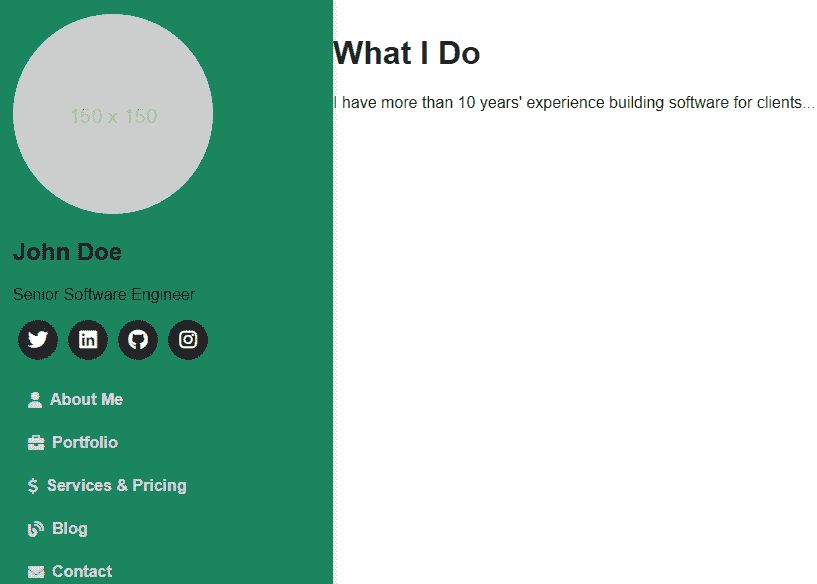 150 x 150
John Doe
Senior Software Engineer
About Me
Portfolio
Services & Pricing
Blog
Contact
What I Do
I have more than 10 years' experience building software for clients...